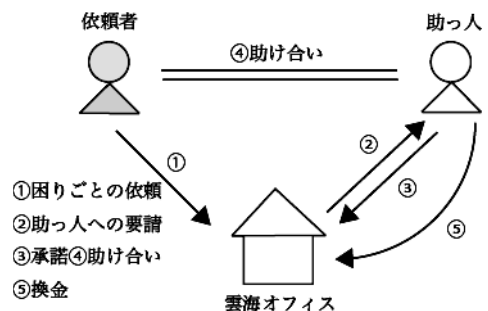 依頼者
助っ人
④助け合い
②
①
③
①困りごとの依頼
②助っ人への要請
③承諾④助け合い
⑤
⑤換金
雲海オフィス